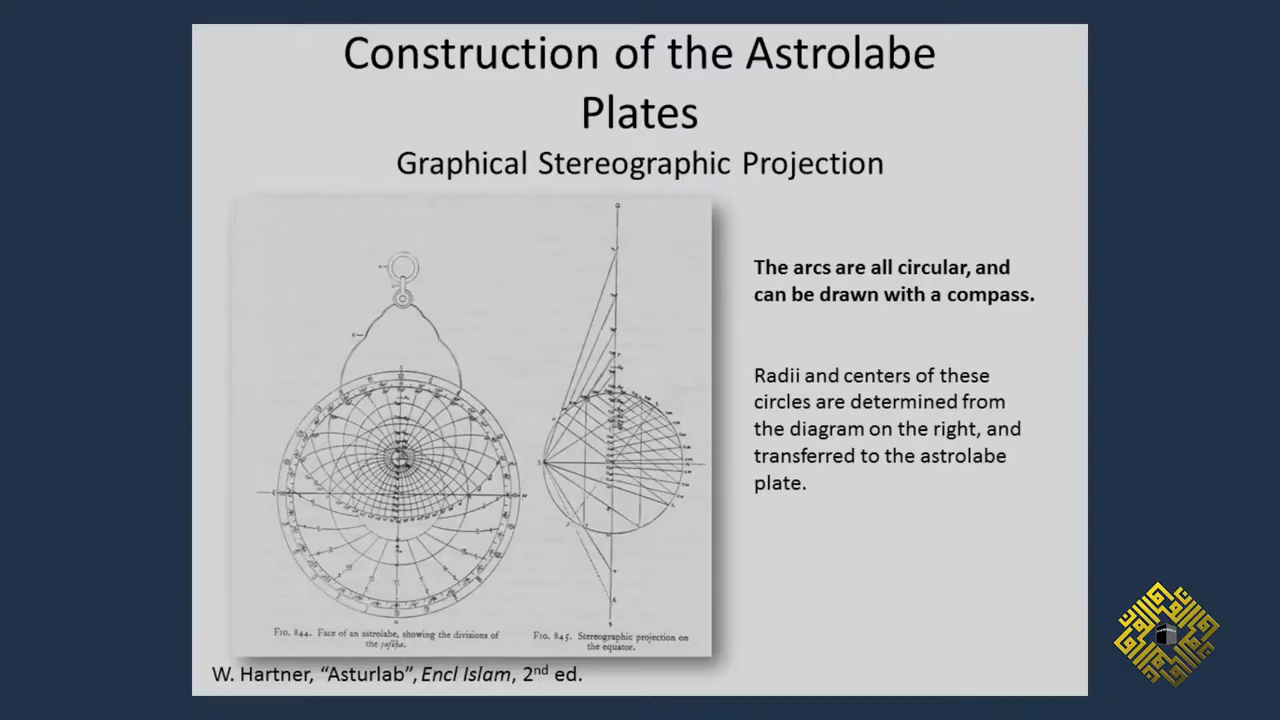 Construction of the Astrolabe
Plates
Graphical Stereographic Projection
The arcs are all circular, and
can be drawn with a compass.
Radii and centers of these
circles are determined from
the diagram on the right, and
transferred to the astrolabe
plate.
FIG. 844. Face of an astrolabe, showing the divisions of
the ṣafīḥa.
FIG. 845. Stereographic projection on
the equator.
W. Hartner, “Asturlab”, Encl Islam, 2nd ed.